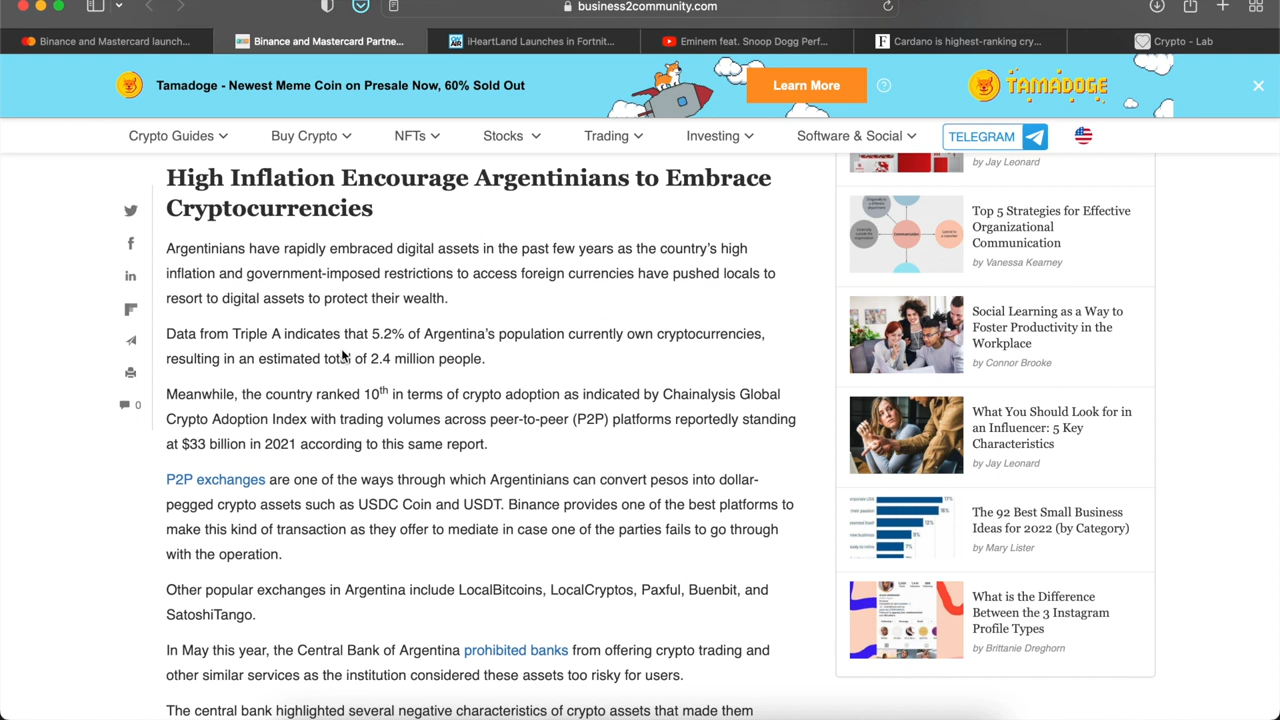 business2community.com
Binance and Mastercard launch...
Binance and Mastercard Partne...
iHeartLand Launches in Fortnit...
Eminem feat. Snoop Dogg Perf...
Cardano is highest-ranking cry...
Crypto - Lab
Tamadoge - Newest Meme Coin on Presale Now, 60% Sold Out
Learn More
TAMADOGE
Crypto Guides
Buy Crypto
NFTs
Stocks
Trading
Investing
Software & Social
TELEGRAM
High Inflation Encourage Argentinians to Embrace
Cryptocurrencies
Argentinians have rapidly embraced digital assets in the past few years as the country's high
inflation and government-imposed restrictions to access foreign currencies have pushed locals to
resort to digital assets to protect their wealth.
Data from Triple A indicates that 5.2% of Argentina's population currently own cryptocurrencies,
resulting in an estimated total of 2.4 million people.
Meanwhile, the country ranked 10th in terms of crypto adoption as indicated by Chainalysis Global
Crypto Adoption Index with trading volumes across peer-to-peer (P2P) platforms reportedly standing
at $33 billion in 2021 according to this same report.
P2P exchanges are one of the ways through which Argentinians can convert pesos into dollar-
pegged crypto assets such as USDC Coin and USDT. Binance provides one of the best platforms to
make this kind of transaction as they offer to mediate in case one of the parties fails to go through
with the operation.
Other popular exchanges in Argentina include LocalBitcoins, LocalCryptos, Paxful, Buenbit, and
SatoshiTango.
In May this year, the Central Bank of Argentina prohibited banks from offering crypto trading and
other similar services as the institution considered these assets too risky for users.
The central bank highlighted several negative characteristics of crypto assets that made them
0
by Jay Leonard
Top 5 Strategies for Effective
Organizational
Communication
by Vanessa Kearney
Social Learning as a Way to
Foster Productivity in the
Workplace
by Connor Brooke
What You Should Look for in
an Influencer: 5 Key
Characteristics
by Jay Leonard
The 92 Best Small Business
Ideas for 2022 (by Category)
by Mary Lister
What is the Difference
Between the 3 Instagram
Profile Types
by Brittanie Dreghorn